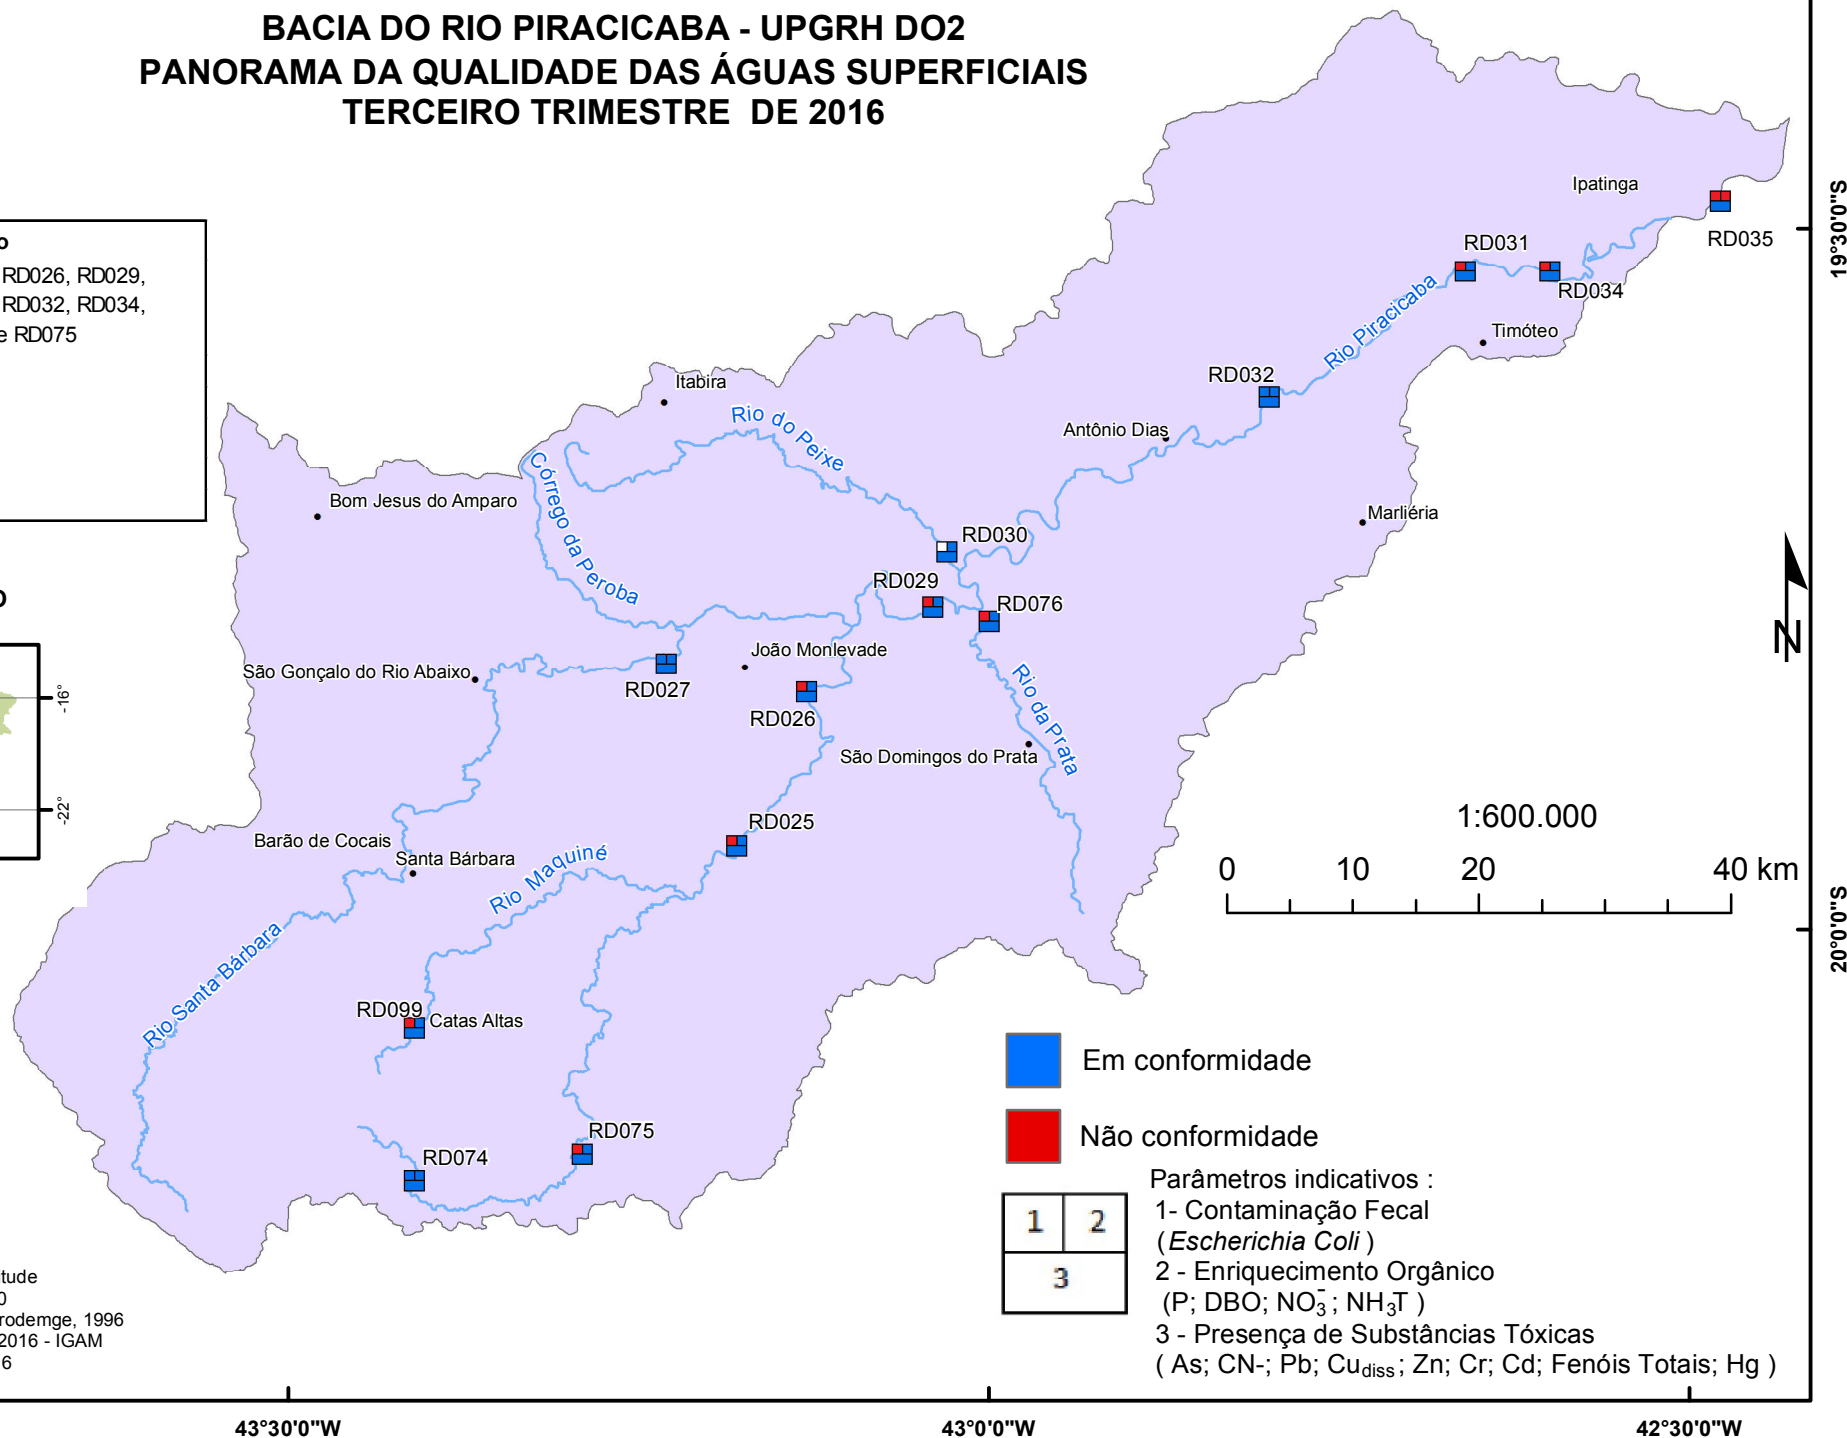 BACIA DO RIO PIRACICABA - UPGRH DO2
PANORAMA DA QUALIDADE DAS ÁGUAS SUPERFICIAIS
TERCEIRO TRIMESTRE DE 2016
RD026, RD029,
RD032, RD034,
e RD075
-16°
-22°
Ipatinga
RD035
RD031
RD034
Rio Piracicaba
Timóteo
RD032
Itabira
Rio do Peixe
Antônio Dias
Córrego da Peroba
Bom Jesus do Amparo
Marliéria
RD030
RD029
RD076
João Monlevade
São Gonçalo do Rio Abaixo
RD027
RD026
Rio da Prata
São Domingos do Prata
RD025
Barão de Cocais
Santa Bárbara
Rio Maquiné
Rio Santa Bárbara
RD099
Catas Altas
RD075
RD074
19°30'0"S
N
1:600.000
0 10 20 40 km
20°0'0"S
Em conformidade
Não conformidade
Parâmetros indicativos :
1 2
3
1- Contaminação Fecal
(Escherichia Coli )
2 - Enriquecimento Orgânico
(P; DBO; NO₃⁻; NH₃T )
3 - Presença de Substâncias Tóxicas
( As; CN-; Pb; Cudiss; Zn; Cr; Cd; Fenóis Totais; Hg )
tude
0
rodemge, 1996
2016 - IGAM
6
43°30'0"W
43°0'0"W
42°30'0"W